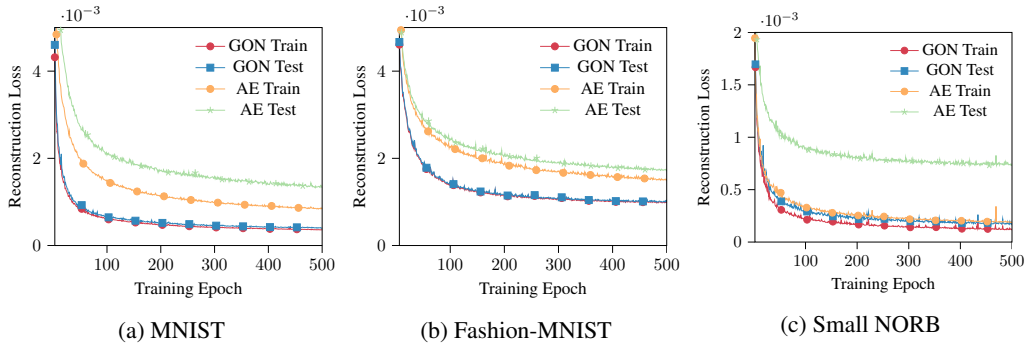 ·10⁻³
4
2
0
Reconstruction Loss
GON Train
GON Test
AE Train
AE Test
100 200 300 400 500
Training Epoch
(a) MNIST
·10⁻³
4
2
0
Reconstruction Loss
GON Train
GON Test
AE Train
AE Test
100 200 300 400 500
Training Epoch
(b) Fashion-MNIST
·10⁻³
2
1.5
1
0.5
0
Reconstruction Loss
GON Train
GON Test
AE Train
AE Test
100 200 300 400 500
Training Epoch
(c) Small NORB